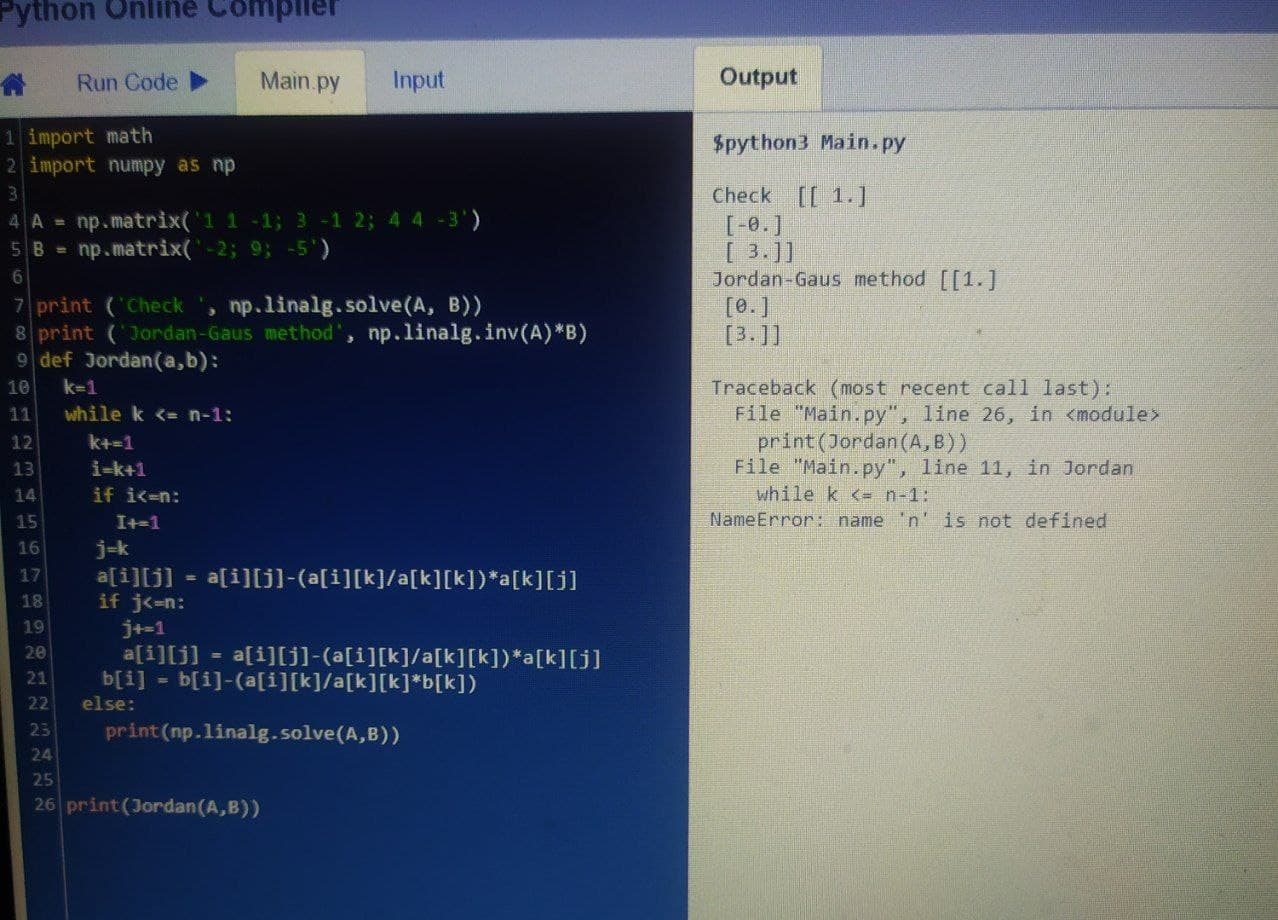 Python Online Compiler
Run Code
Main.py
Input
Output
1 import math
2 import numpy as np
3
4 A = np.matrix('1 1 -1; 3 -1 2; 4 4 -3')
5 B = np.matrix('-2; 9; -5')
6
7 print ('Check ', np.linalg.solve(A, B))
8 print ('Jordan-Gaus method', np.linalg.inv(A)*B)
9 def Jordan(a,b):
10 k=1
11 while k <= n-1:
12 k+=1
13 i=k+1
14 if i<=n:
15 I+=1
16 j=k
17 a[i][j] = a[i][j]-(a[i][k]/a[k][k])*a[k][j]
18 if j<=n:
19 j+=1
20 a[i][j] = a[i][j]-(a[i][k]/a[k][k])*a[k][j]
21 b[i] = b[i]-(a[i][k]/a[k][k]*b[k])
22 else:
23 print(np.linalg.solve(A,B))
24
25
26 print(Jordan(A,B))
$python3 Main.py
Check [[ 1.]
[-0.]
[ 3.]]
Jordan-Gaus method [[1.]
[0.]
[3.]]
Traceback (most recent call last):
File "Main.py", line 26, in <module>
print(Jordan(A,B))
File "Main.py", line 11, in Jordan
while k <= n-1:
NameError: name 'n' is not defined